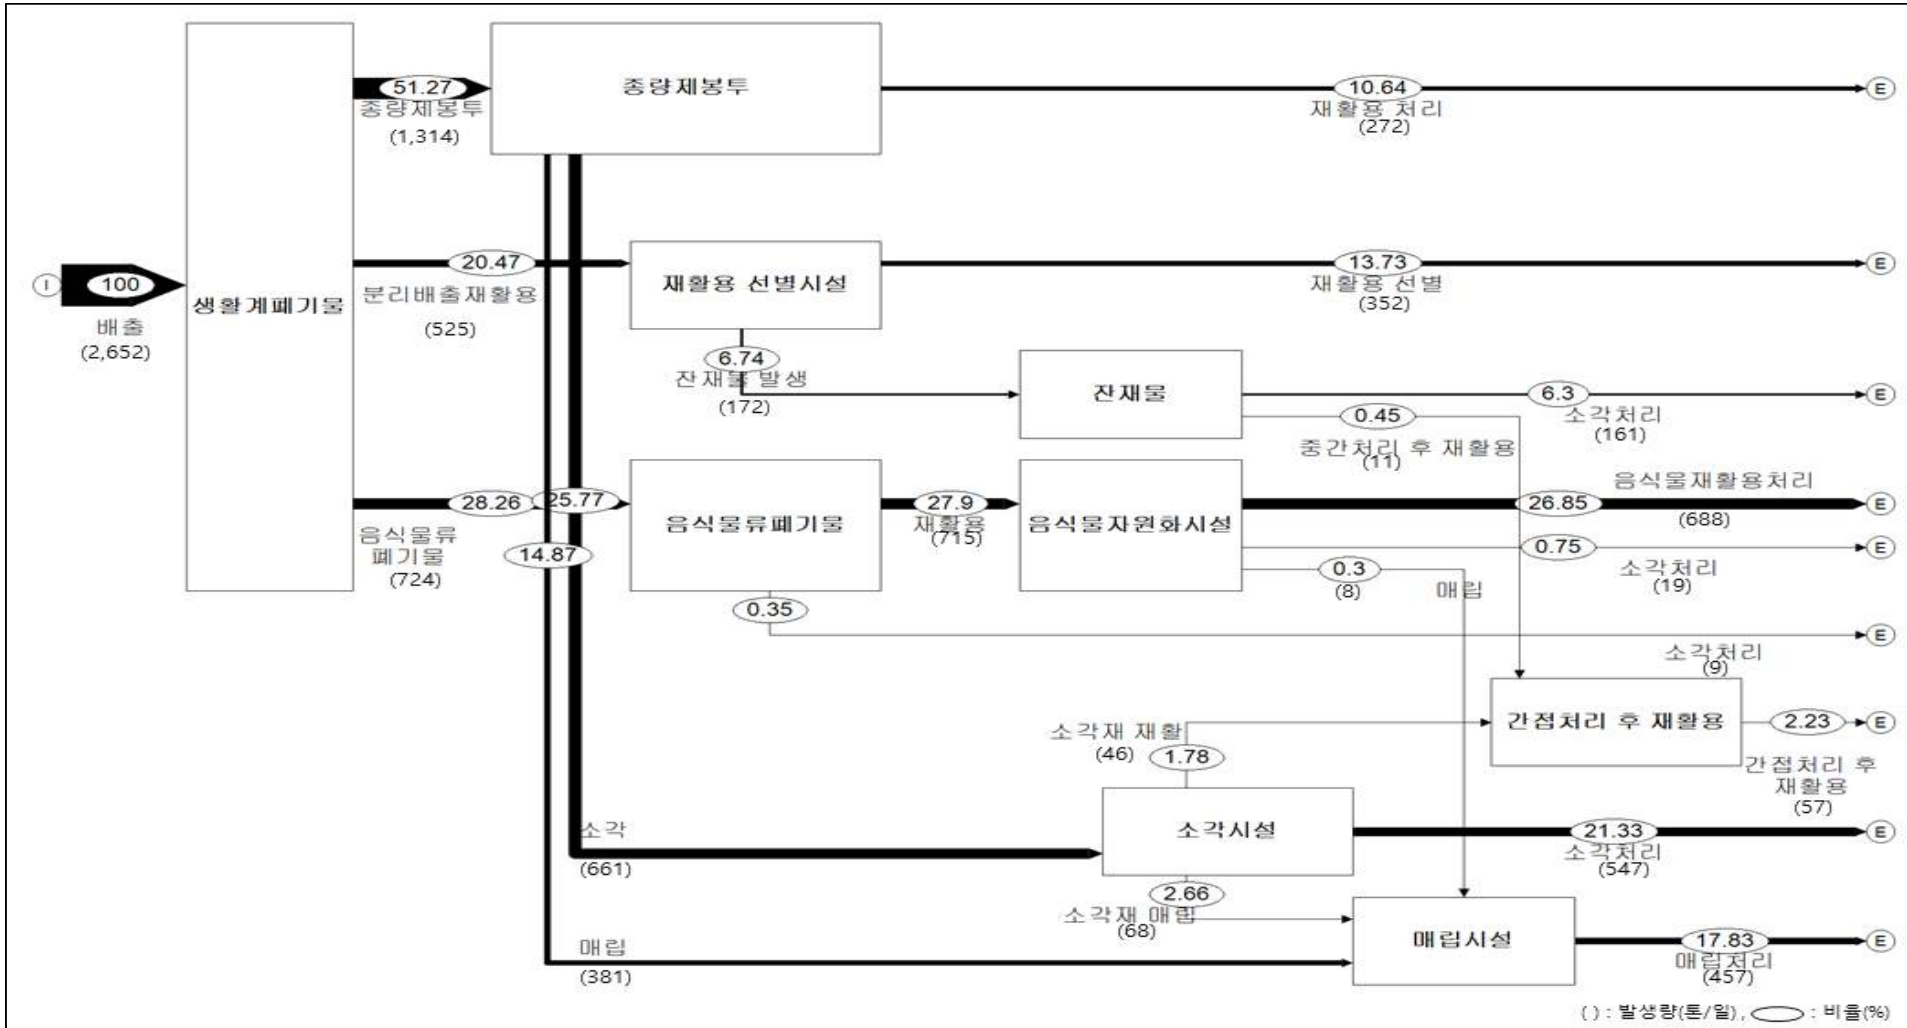 51.27
종량제봉투
(1,314)
종량제봉투
10.64
재활용 처리
(272)
E
I
100
배출
(2,652)
생활계폐기물
20.47
분리배출재활용
(525)
재활용 선별시설
13.73
재활용 선별
(352)
E
6.74
잔재물 발생
(172)
잔재물
6.3
소각처리
(161)
E
0.45
중간처리 후 재활용
(11)
28.26
25.77
음식물류
폐기물
(724)
14.87
음식물류폐기물
27.9
재활용
(715)
음식물자원화시설
음식물재활용처리
26.85
(688)
E
0.75
소각처리
(19)
E
0.3
(8)
매립
0.35
소각처리
(9)
E
소각재 재활
(46)
1.78
간접처리 후 재활용
2.23
E
간접처리 후
재활용
(57)
소각
(661)
소각시설
21.33
소각처리
(547)
E
2.66
소각재 매립
(68)
매립
(381)
매립시설
17.83
매립처리
(457)
E
( ) : 발생량(톤/일), : 비율(%)